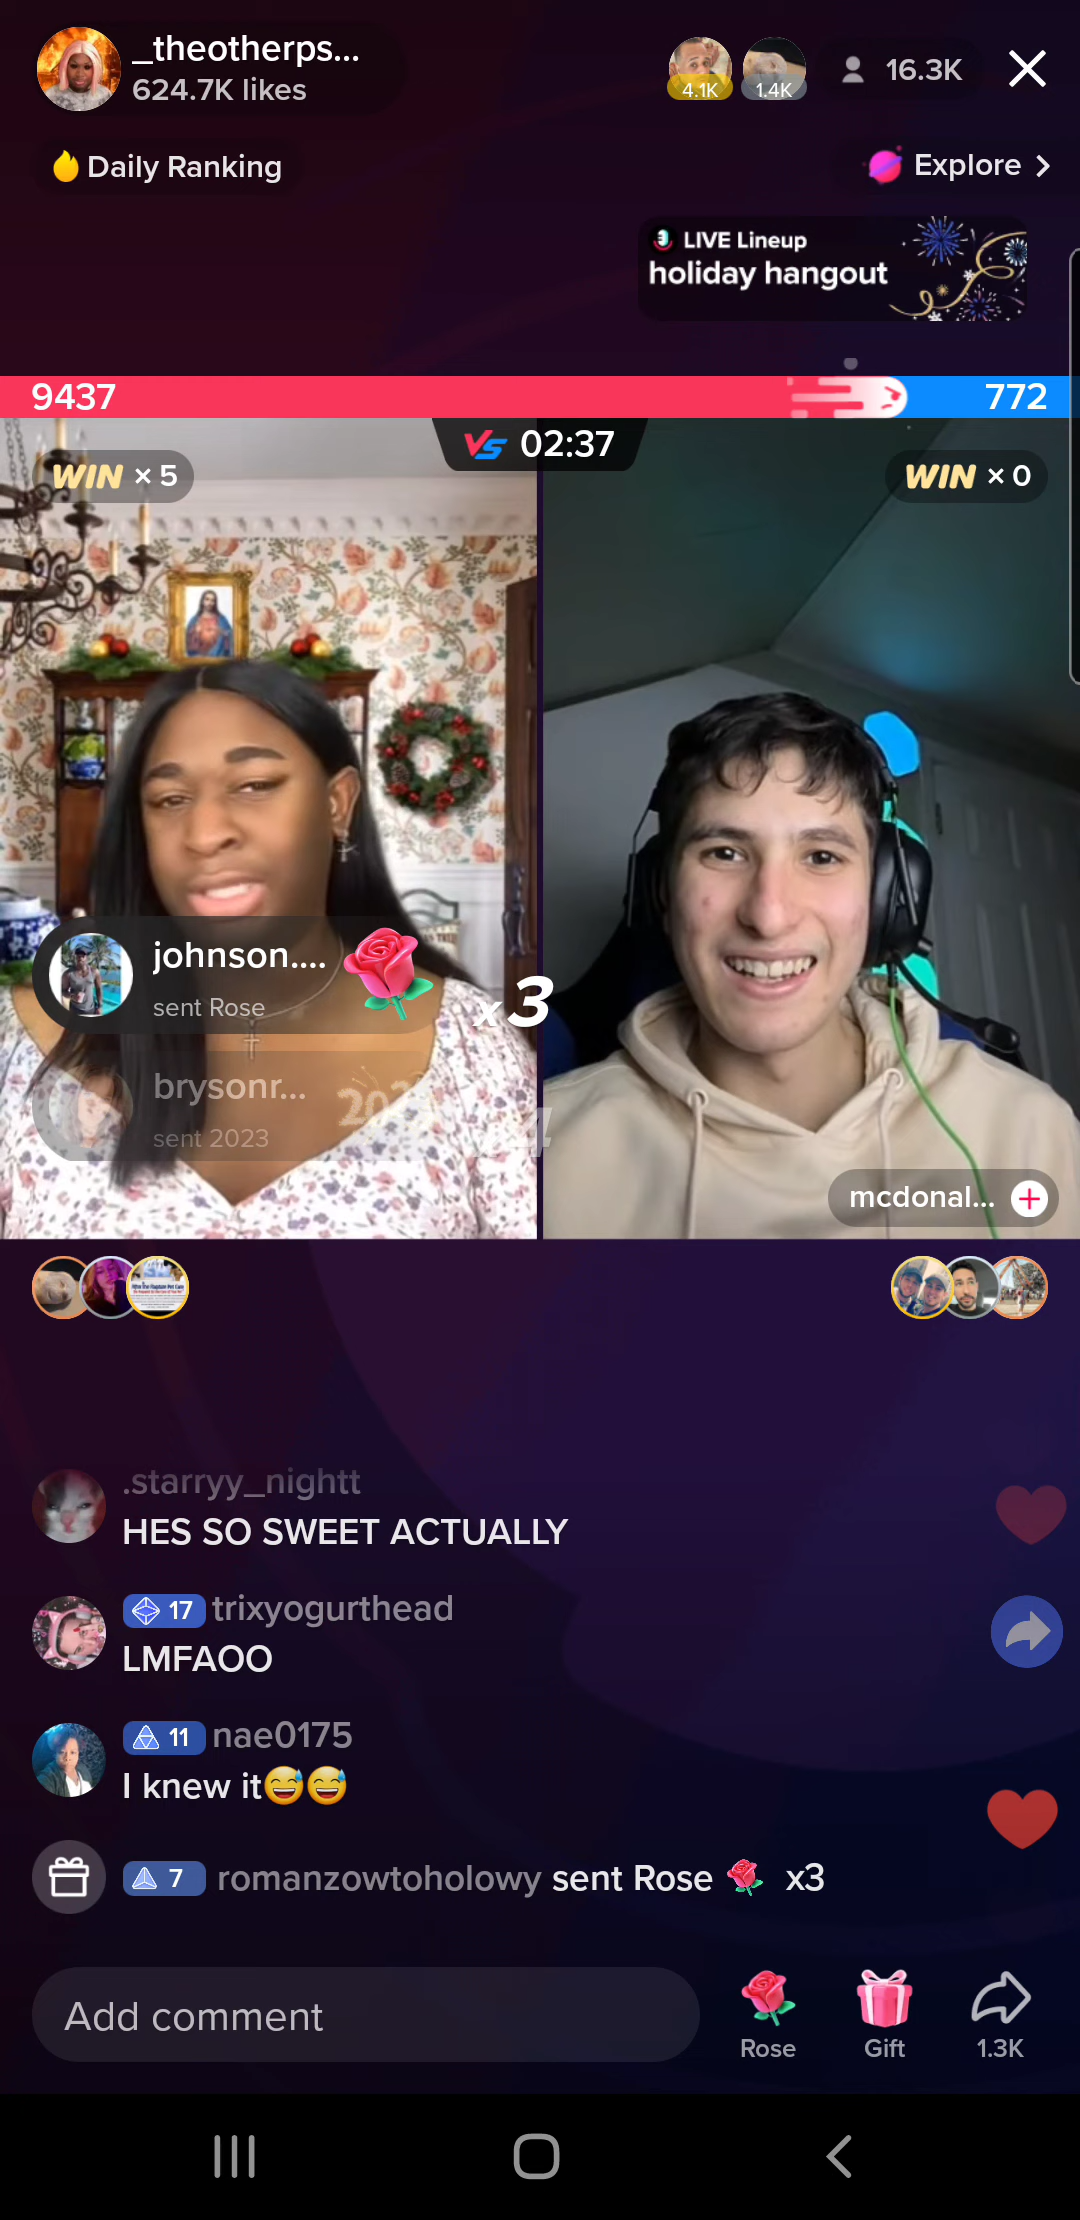 _theotherps...
624.7K likes
4.1K
1.4K
16.3K
Daily Ranking
Explore >
LIVE Lineup
holiday hangout
9437
772
VS 02:37
WIN × 5
WIN × 0
johnson....
sent Rose
x3
brysonr...
sent 2023
mcdonal...
.starryy_nightt
HES SO SWEET ACTUALLY
17 trixyogurthead
LMFAOO
11 nae0175
I knew it😅😅
7 romanzowtoholowy sent Rose 🌹 x3
Add comment
Rose
Gift
1.3K